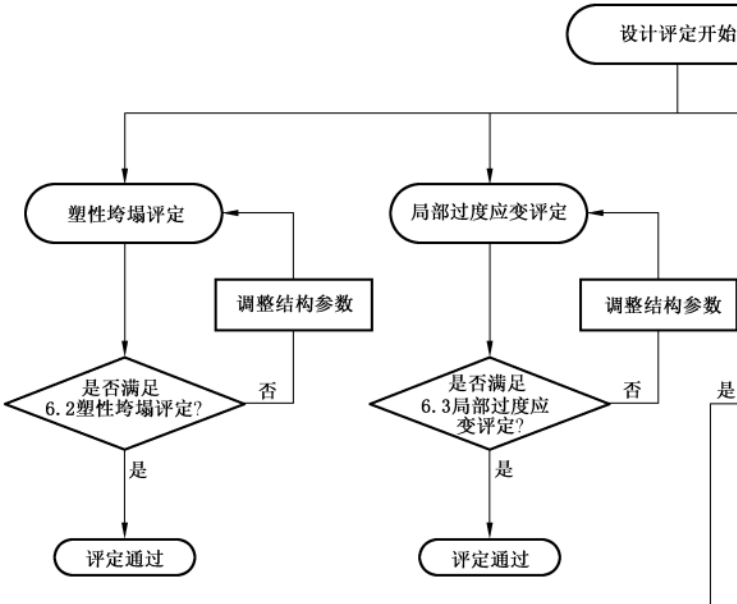 设计评定开始
塑性垮塌评定
局部过度应变评定
调整结构参数
调整结构参数
是否满足
6.2塑性垮塌评定?
否
是否满足
6.3局部过度应
变评定?
否
是
是
是
评定通过
评定通过